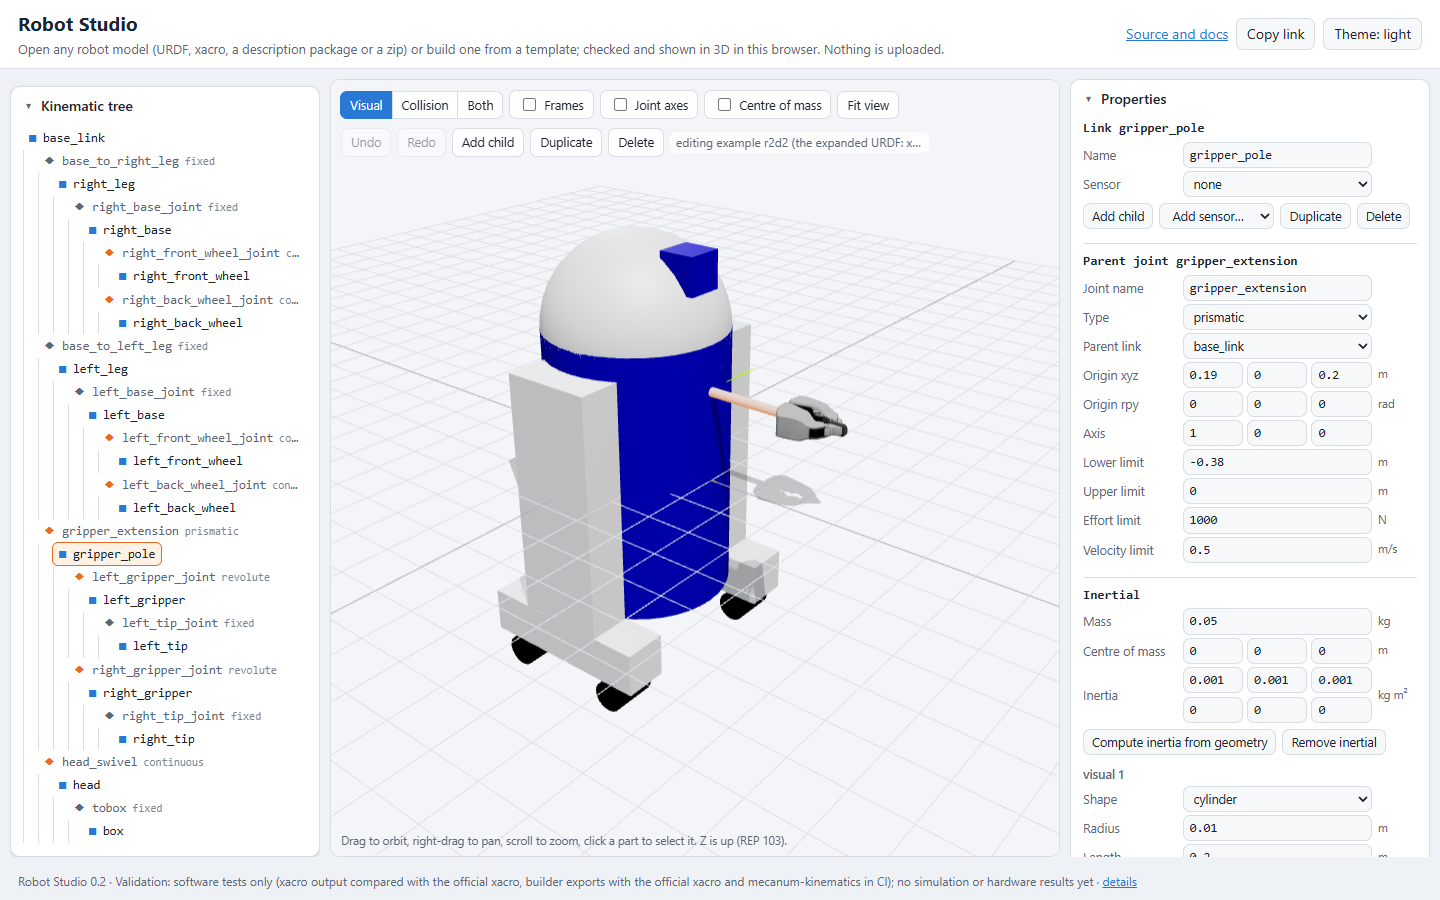 Robot Studio
Open any robot model (URDF, xacro, a description package or a zip) or build one from a template; checked and shown in 3D in this browser. Nothing is uploaded.
Source and docs
Copy link
Theme: light
Kinematic tree
base_link
base_to_right_leg fixed
right_leg
right_base_joint fixed
right_base
right_front_wheel_joint c...
right_front_wheel
right_back_wheel_joint co...
right_back_wheel
base_to_left_leg fixed
left_leg
left_base_joint fixed
left_base
left_front_wheel_joint co...
left_front_wheel
left_back_wheel_joint con...
left_back_wheel
gripper_extension prismatic
gripper_pole
left_gripper_joint revolute
left_gripper
left_tip_joint fixed
left_tip
right_gripper_joint revolute
right_gripper
right_tip_joint fixed
right_tip
head_swivel continuous
head
tobox fixed
box
Visual Collision Both Frames Joint axes Centre of mass Fit view
Undo Redo Add child Duplicate Delete editing example r2d2 (the expanded URDF: x...
Drag to orbit, right-drag to pan, scroll to zoom, click a part to select it. Z is up (REP 103).
Properties
Link gripper_pole
Name gripper_pole
Sensor none
Add child Add sensor... Duplicate Delete
Parent joint gripper_extension
Joint name gripper_extension
Type prismatic
Parent link base_link
Origin xyz 0.19 0 0.2 m
Origin rpy 0 0 0 rad
Axis 1 0 0
Lower limit -0.38 m
Upper limit 0 m
Effort limit 1000 N
Velocity limit 0.5 m/s
Inertial
Mass 0.05 kg
Centre of mass 0 0 0 m
Inertia 0.001 0.001 0.001 kg m²
0 0 0
Compute inertia from geometry Remove inertial
visual 1
Shape cylinder
Radius 0.01 m
Length 0.2 m
Robot Studio 0.2 · Validation: software tests only (xacro output compared with the official xacro, builder exports with the official xacro and mecanum-kinematics in CI); no simulation or hardware results yet · details